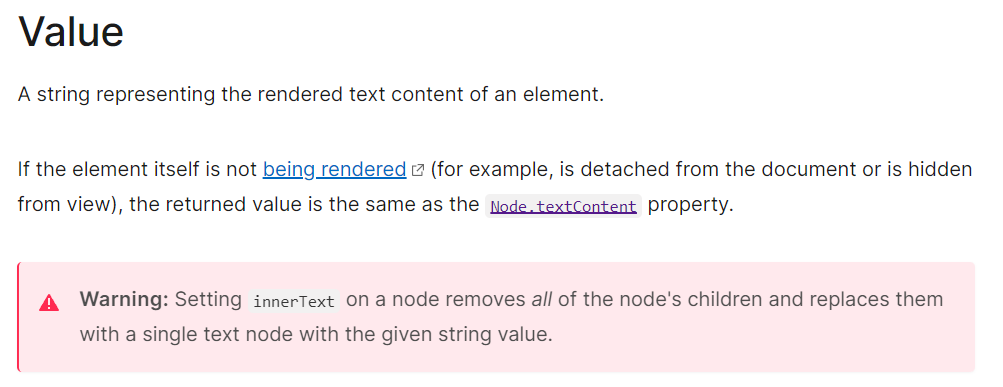 Value
A string representing the rendered text content of an element.
If the element itself is not being rendered (for example, is detached from the document or is hidden
from view), the returned value is the same as the Node.textContent property.
Warning: Setting innerText on a node removes all of the node's children and replaces them
with a single text node with the given string value.